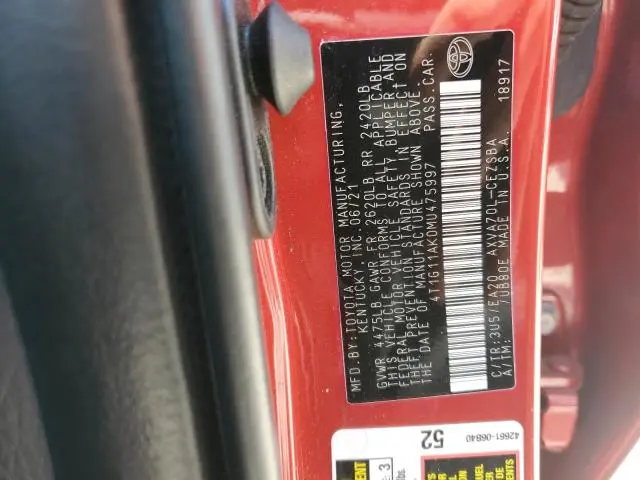 MFD.BY:TOYOTA MOTOR MANUFACTURING,
KENTUCKY, INC. 06/21
GVWR 4475LB GAWR FR 2620LB RR 2420LB
THIS VEHICLE CONFORMS TO ALL APPLICABLE
FEDERAL MOTOR VEHICLE SAFETY, BUMPER AND
THEFT PREVENTION STANDARDS IN EFFECT ON
THE DATE OF MANUFACTURE SHOWN ABOVE.
4T1G11AK0MU475997 PASS.CAR
C/TR:3U5/EA20 AXVA70L-CEZSBA
A/TM: /UB80E MADE IN U.S.A. 18917
52
42661-06840